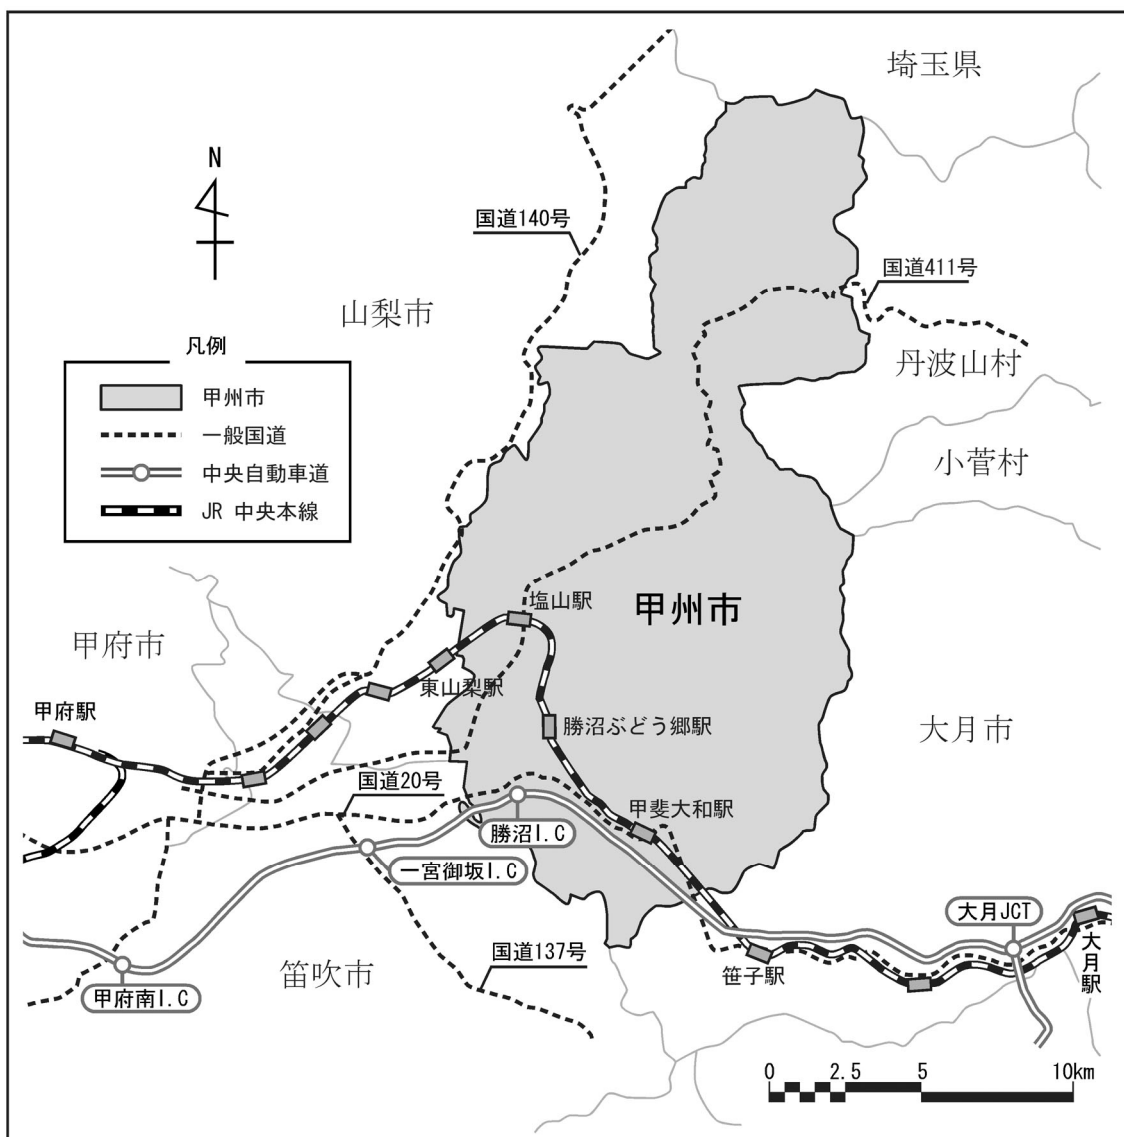 埼玉県
N
国道140号
国道411号
山梨市
凡例
丹波山村
甲州市
一般国道
小菅村
中央自動車道
JR 中央本線
塩山駅
甲州市
甲府市
東山梨駅
甲府駅
勝沼ぶどう郷駅
大月市
国道20号
甲斐大和駅
勝沼I.C
一宮御坂I.C
大月JCT
国道137号
大月駅
笛吹市
笹子駅
甲府南I.C
0 2.5 5 10km